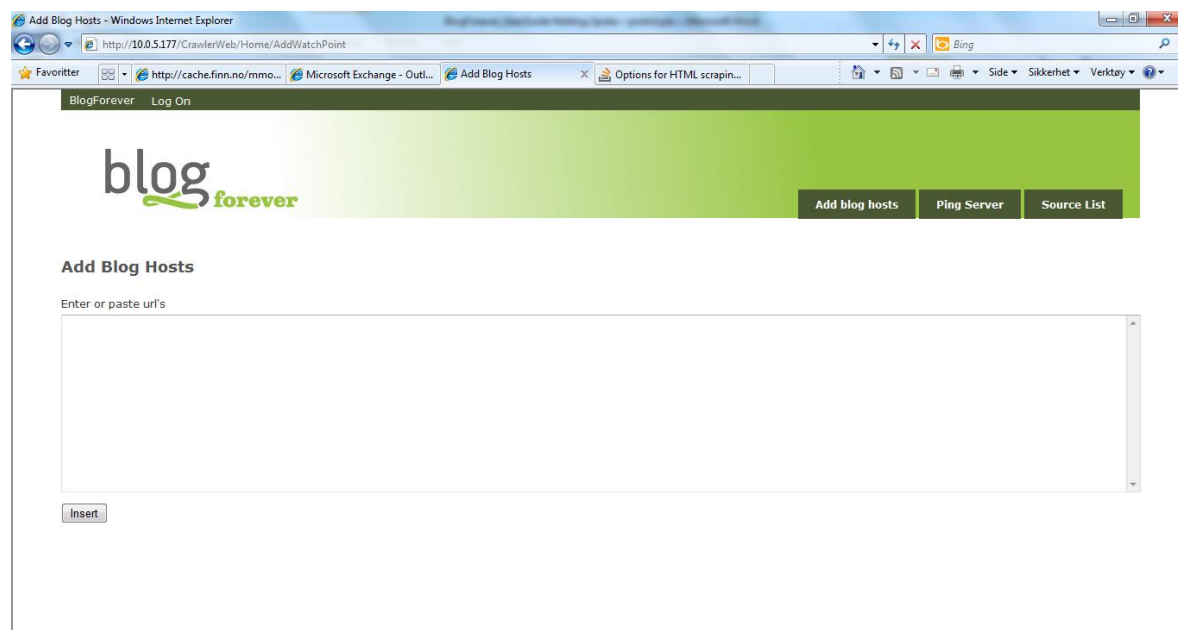 Add Blog Hosts - Windows Internet Explorer
http://10.0.5.177/CrawlerWeb/Home/AddWatchPoint
Bing
Favoritter http://cache.finn.no/mmo... Microsoft Exchange - Outl... Add Blog Hosts X Options for HTML scrapin... Side Sikkerhet Verktøy
BlogForever Log On
blog
forever
Add blog hosts Ping Server Source List
Add Blog Hosts
Enter or paste url's
Insert